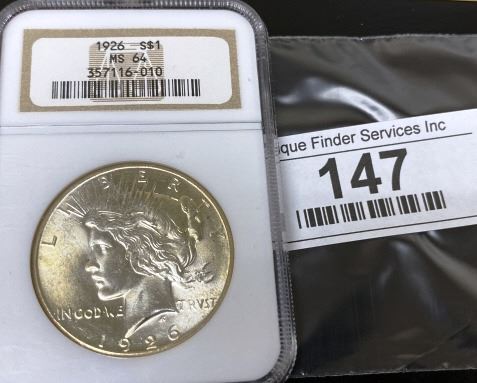 1926 S$1
MS 64
357116-010
ique Finder Services Inc
147
LIBERTY
IN GOD WE TRVST
1926